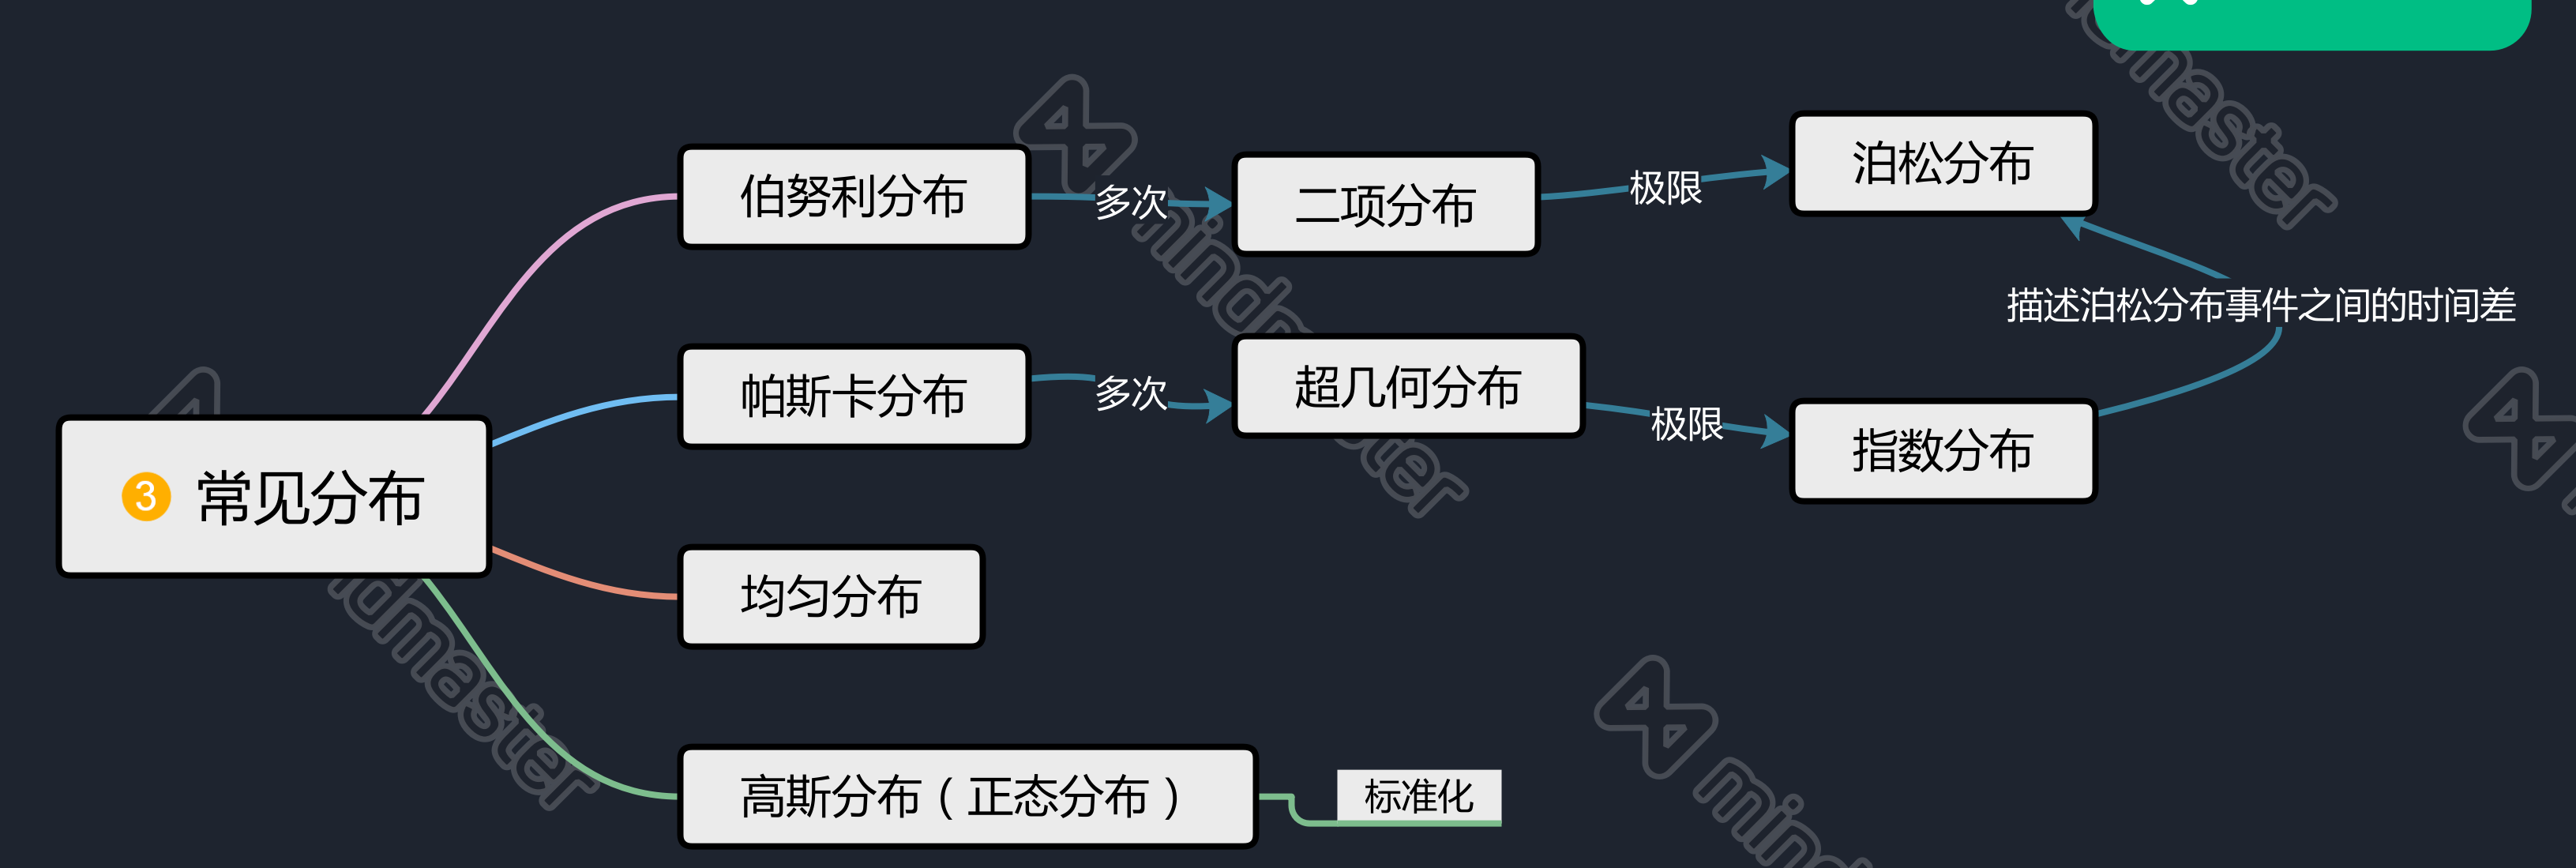 伯努利分布
多次
二项分布
极限
泊松分布
描述泊松分布事件之间的时间差
帕斯卡分布
多次
超几何分布
极限
指数分布
3 常见分布
均匀分布
高斯分布（正态分布）
标准化
mindmaster